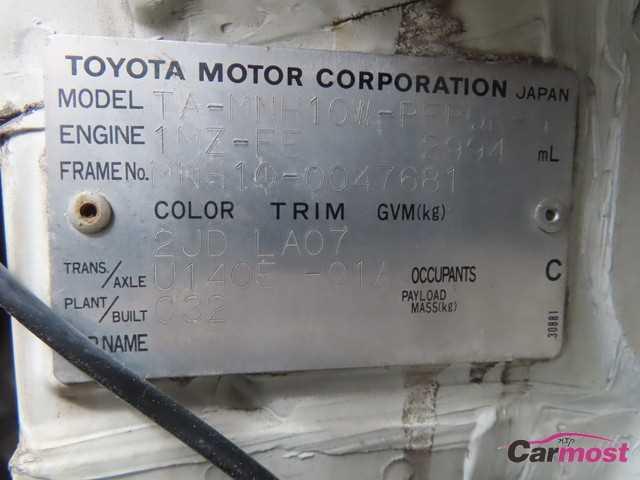 TOYOTA MOTOR CORPORATION JAPAN
MODEL TA-MNH10W-
ENGINE 1MZ-FE 2994 mL
FRAME No. MNH10-0047681
COLOR TRIM GVM(kg)
2JD LA07
TRANS./AXLE U140E -01A OCCUPANTS C
PLANT/BUILT C32 PAYLOAD MASS(kg)
NAME
30881
Carmost